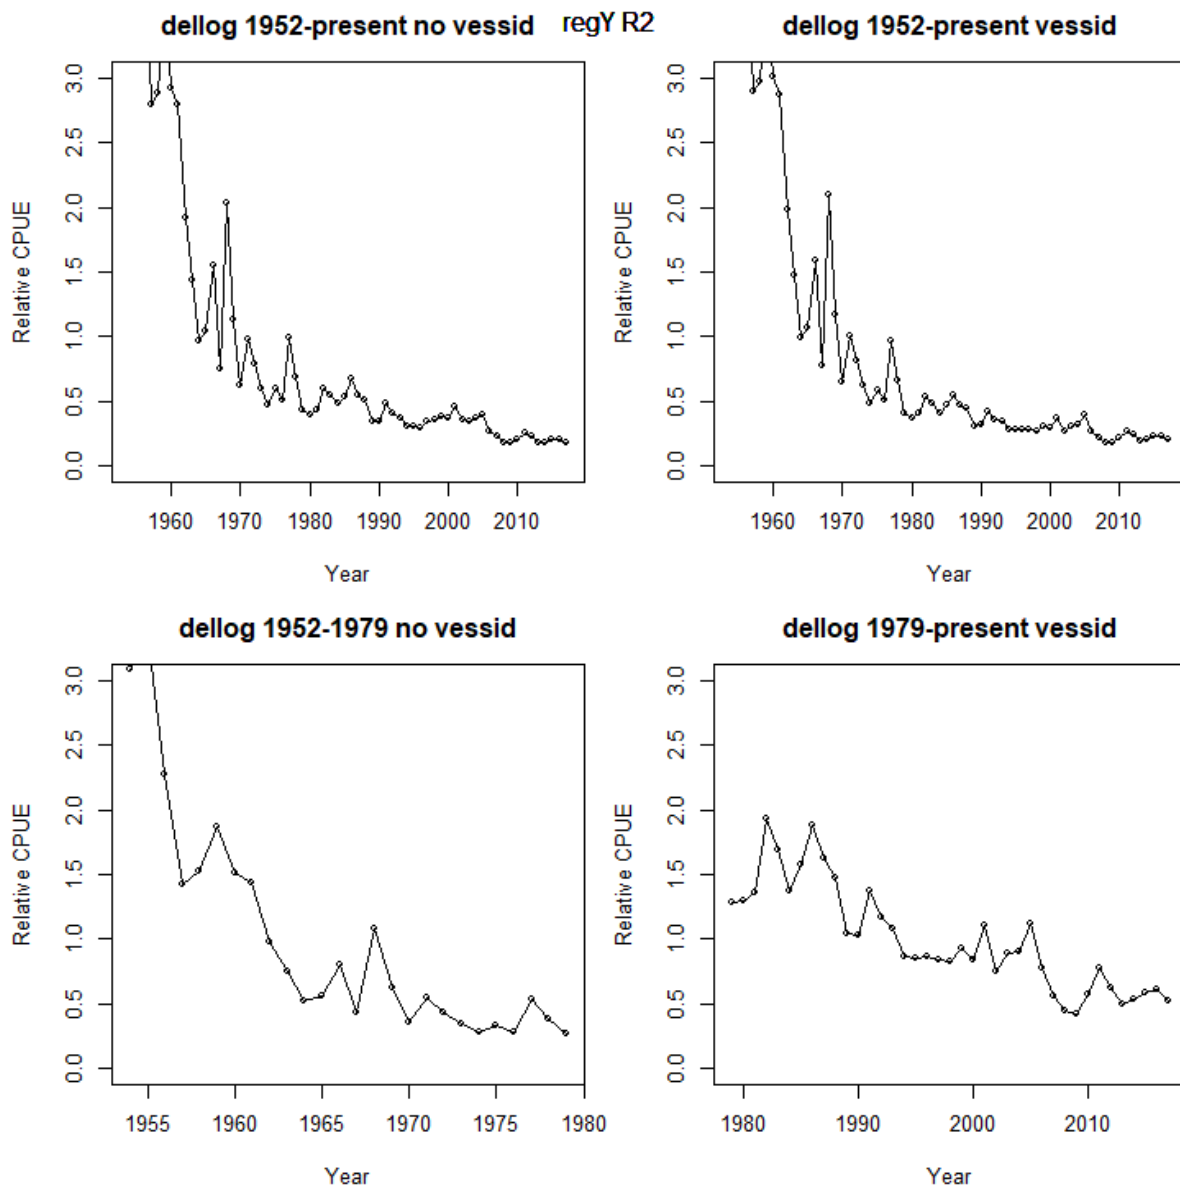 dellog 1952-present no vessid
regY R2
dellog 1952-present vessid
Relative CPUE
3.0
2.5
2.0
1.5
1.0
0.5
0.0
1960 1970 1980 1990 2000 2010
Year
Relative CPUE
3.0
2.5
2.0
1.5
1.0
0.5
0.0
1960 1970 1980 1990 2000 2010
Year
dellog 1952-1979 no vessid
Relative CPUE
3.0
2.5
2.0
1.5
1.0
0.5
0.0
1955 1960 1965 1970 1975 1980
Year
dellog 1979-present vessid
Relative CPUE
3.0
2.5
2.0
1.5
1.0
0.5
0.0
1980 1990 2000 2010
Year